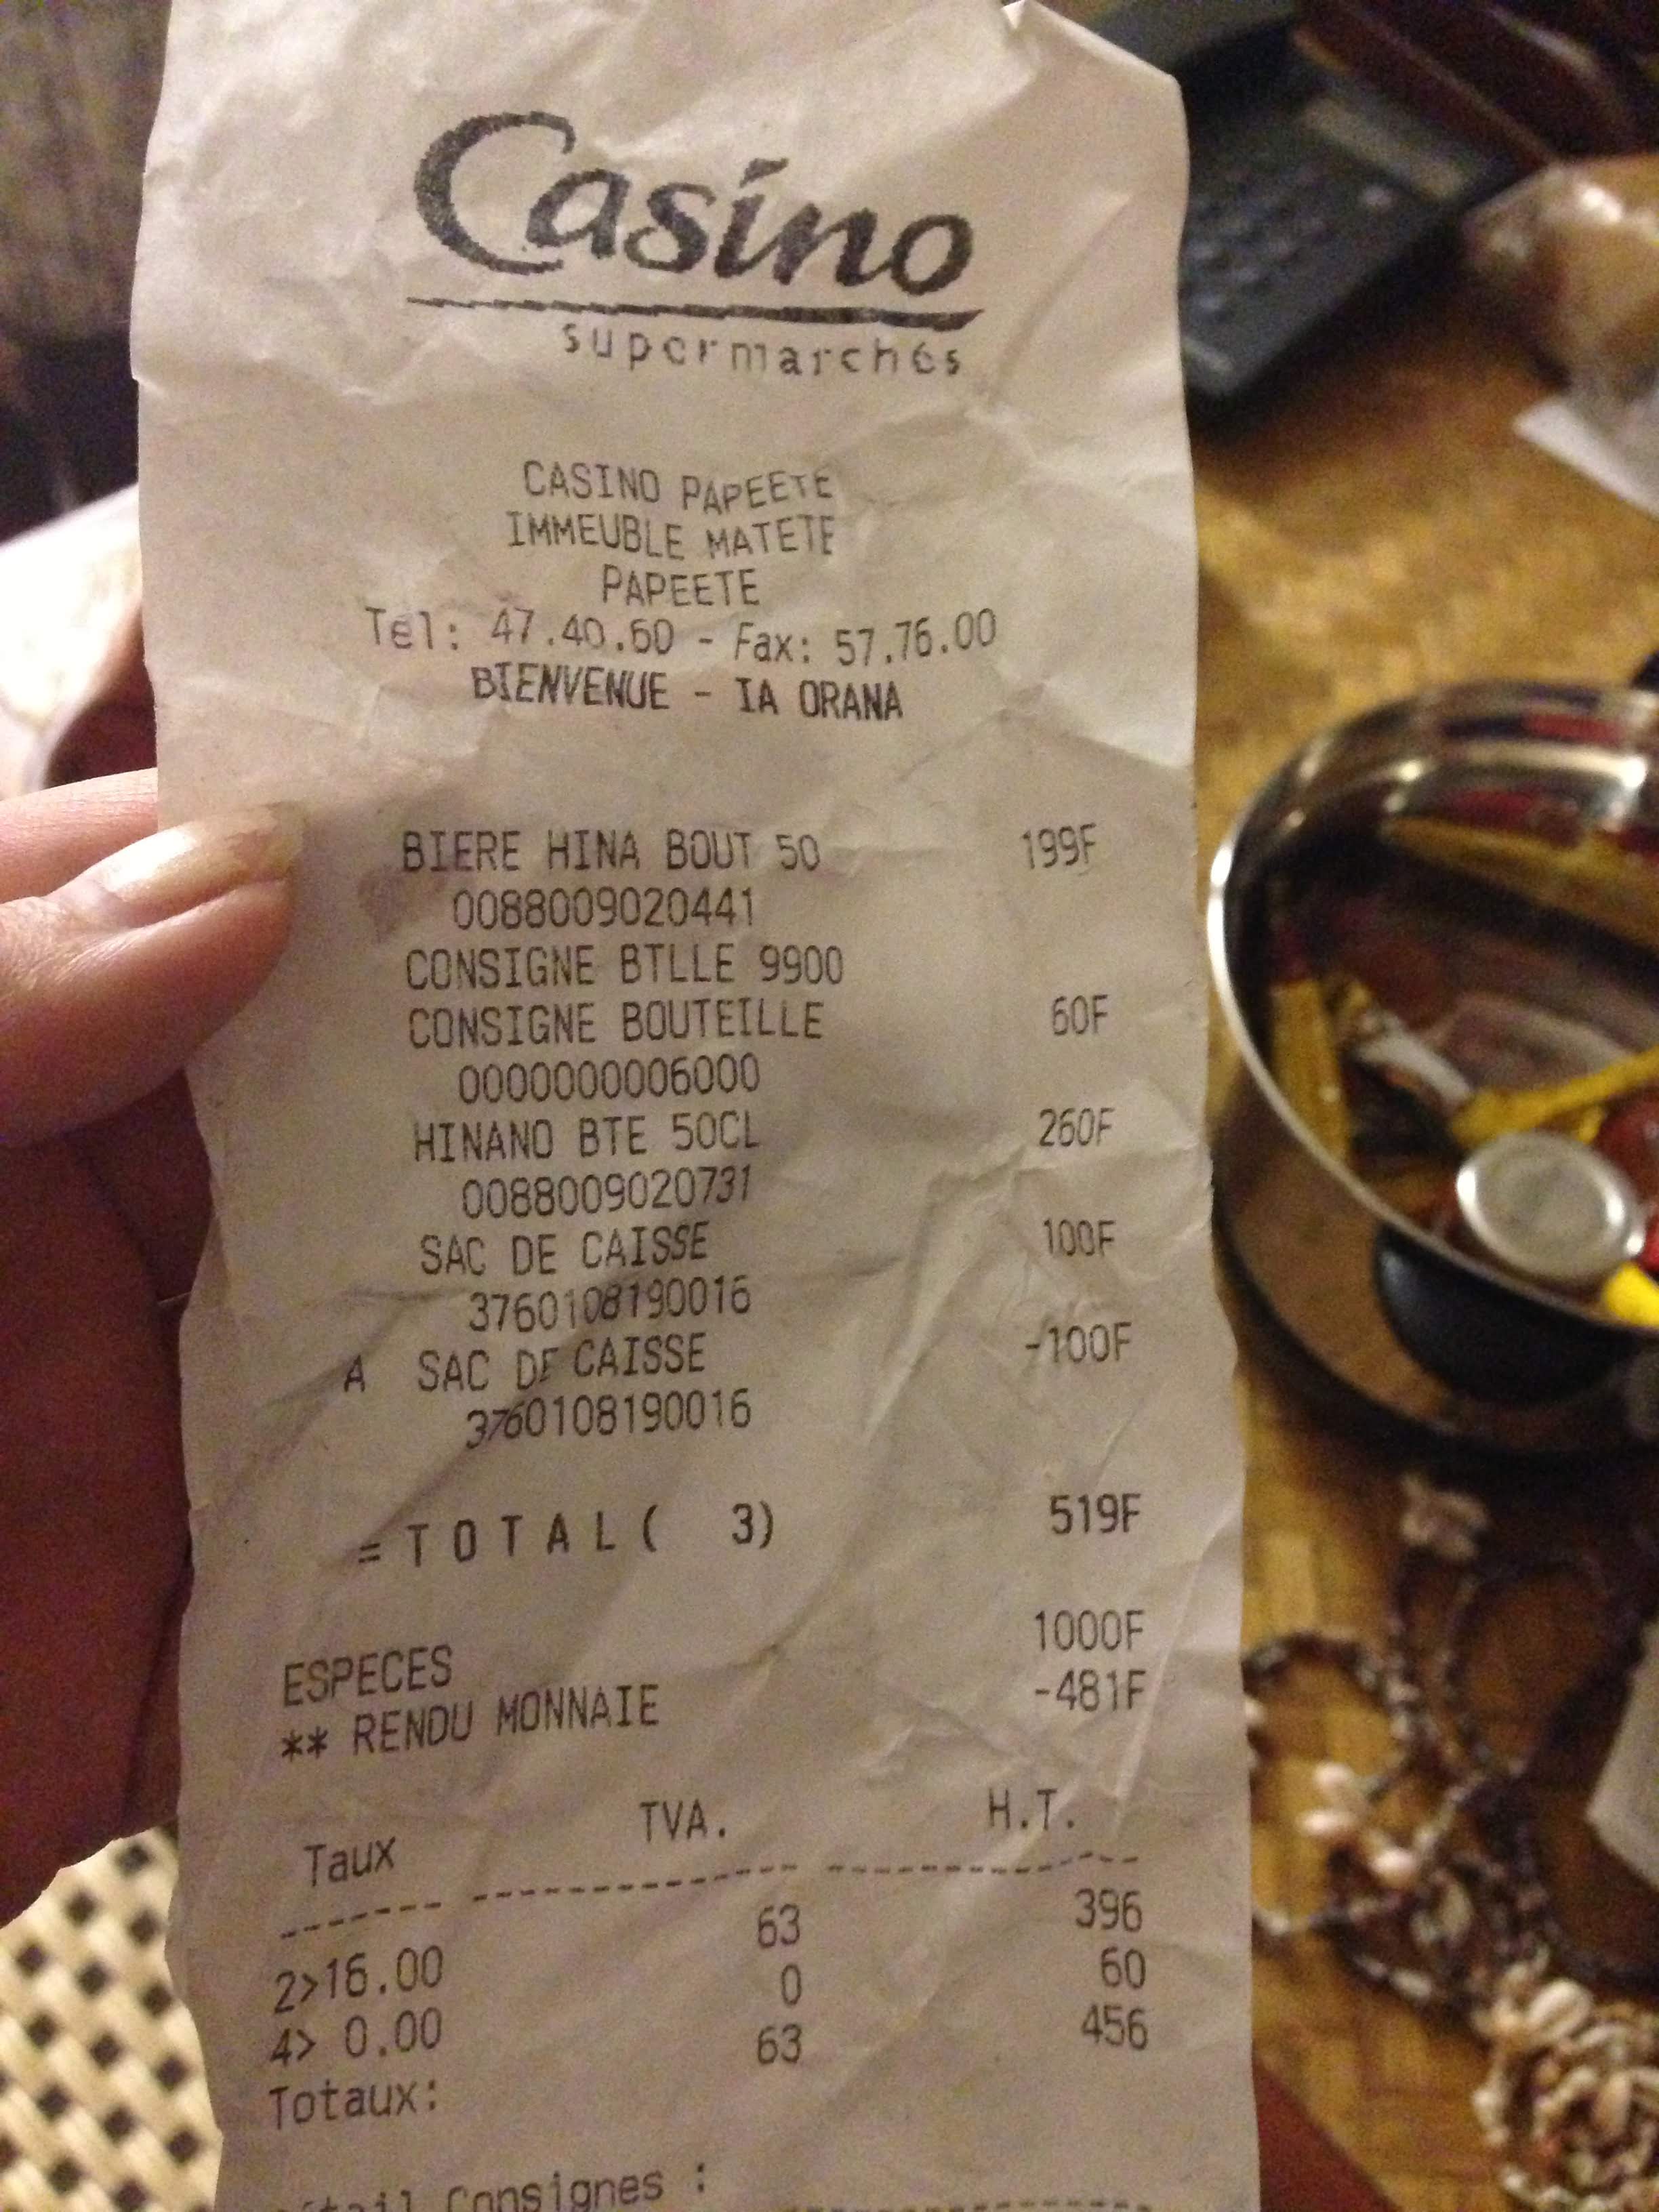 Casino
supermarchés
CASINO PAPEETE
IMMEUBLE MATETE
PAPEETE
Tél: 47.40.60 - Fax: 57.76.00
BIENVENUE - IA ORANA
BIERE HINA BOUT 50 199F
0088009020441
CONSIGNE BTLLE 9900
CONSIGNE BOUTEILLE 60F
0000000006000
HINANO BTE 50CL 260F
0088009020731
SAC DE CAISSE 100F
3760108190016
A SAC DE CAISSE -100F
3760108190016
=TOTAL( 3) 519F
ESPECES 1000F
** RENDU MONNAIE -481F
Taux TVA. H.T.
2>16.00 63 396
4> 0.00 0 60
Totaux: 63 456
Consignes :